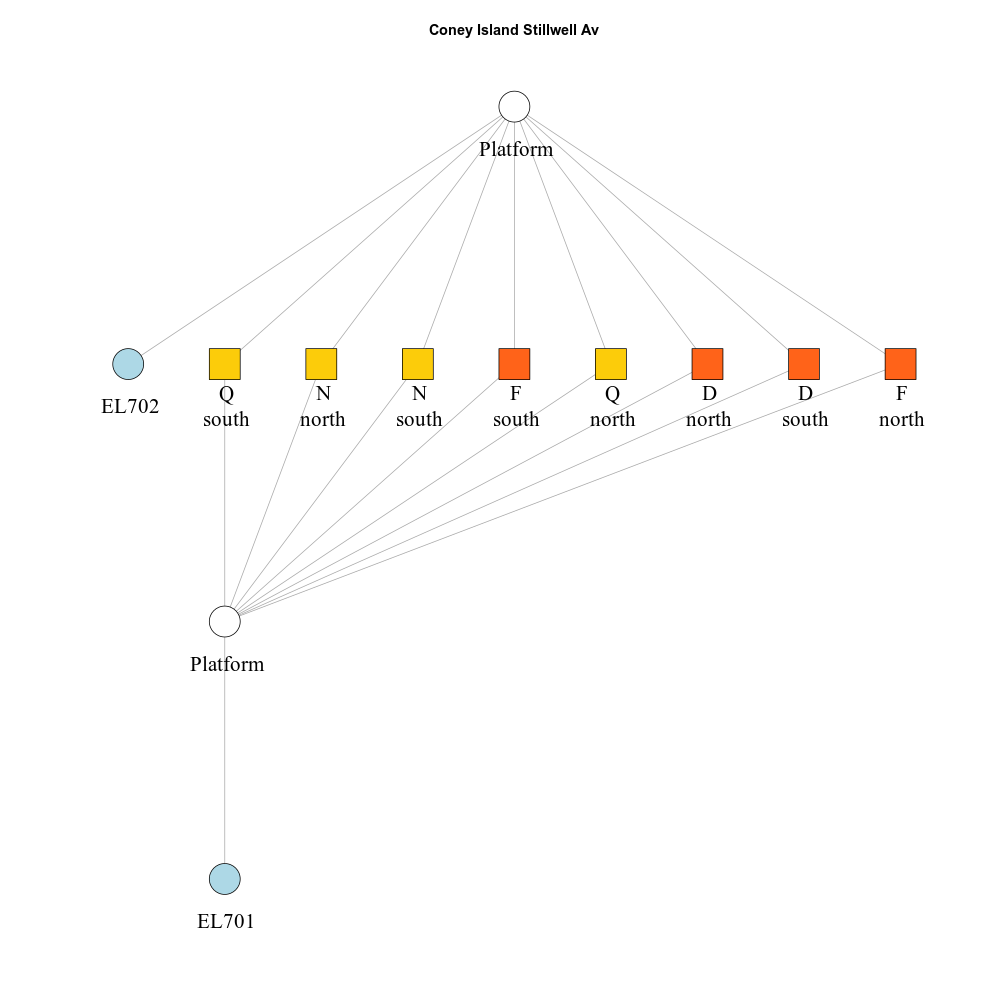 Coney Island Stillwell Av
Platform
EL702
Q
south
N
north
N
south
F
south
Q
north
D
north
D
south
F
north
Platform
EL701